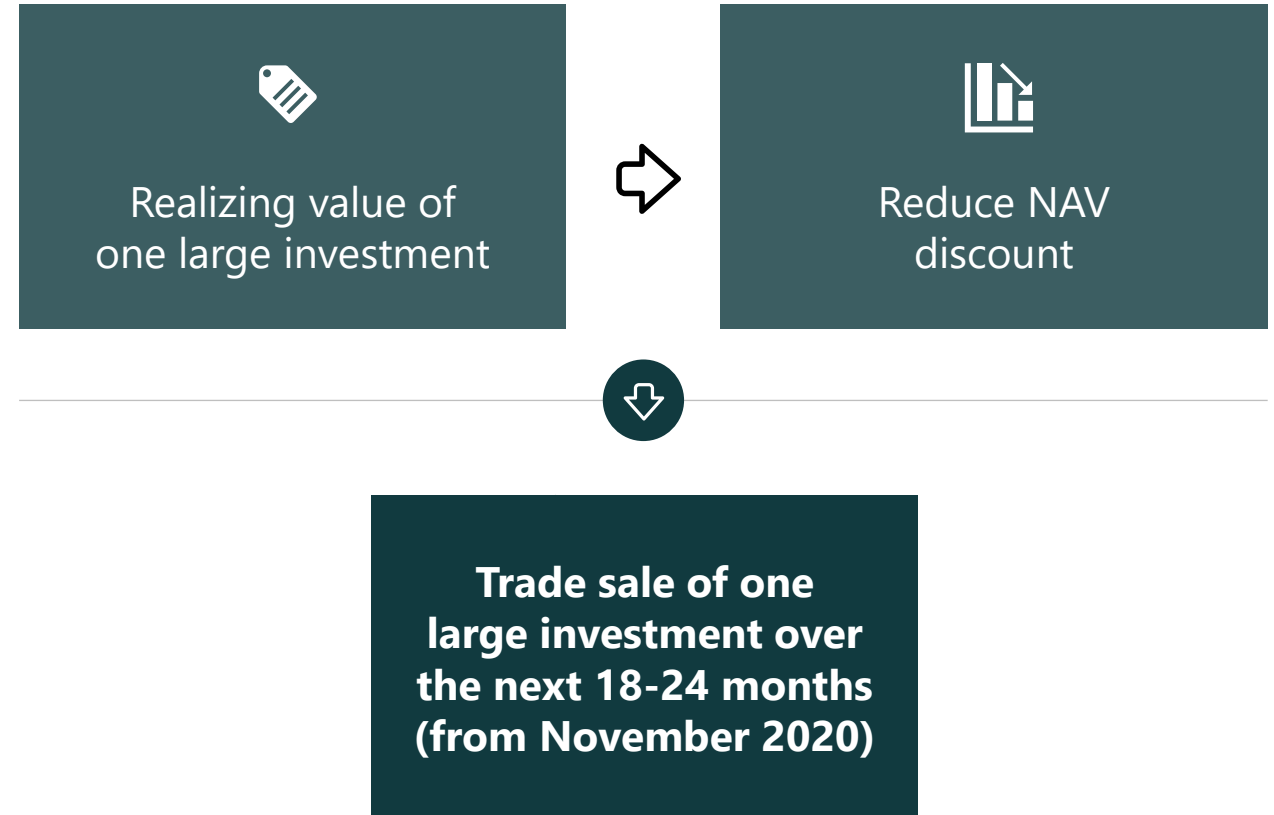 Realizing value of
one large investment
Reduce NAV
discount
Trade sale of one
large investment over
the next 18-24 months
(from November 2020)